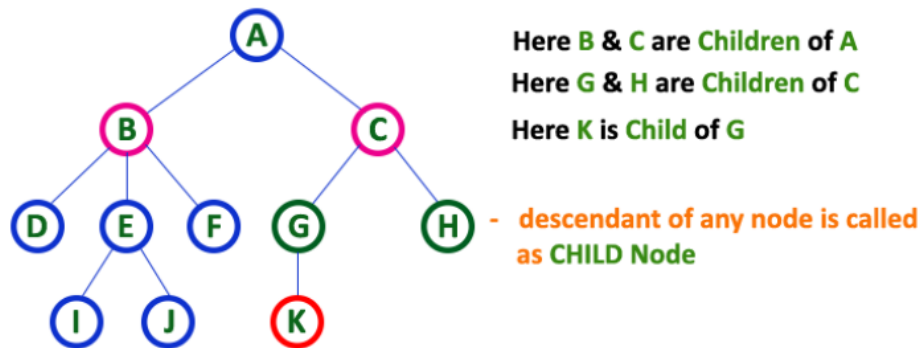 A
Here B & C are Children of A
Here G & H are Children of C
B
C
Here K is Child of G
D
E
F
G
H
- descendant of any node is called
as CHILD Node
I
J
K